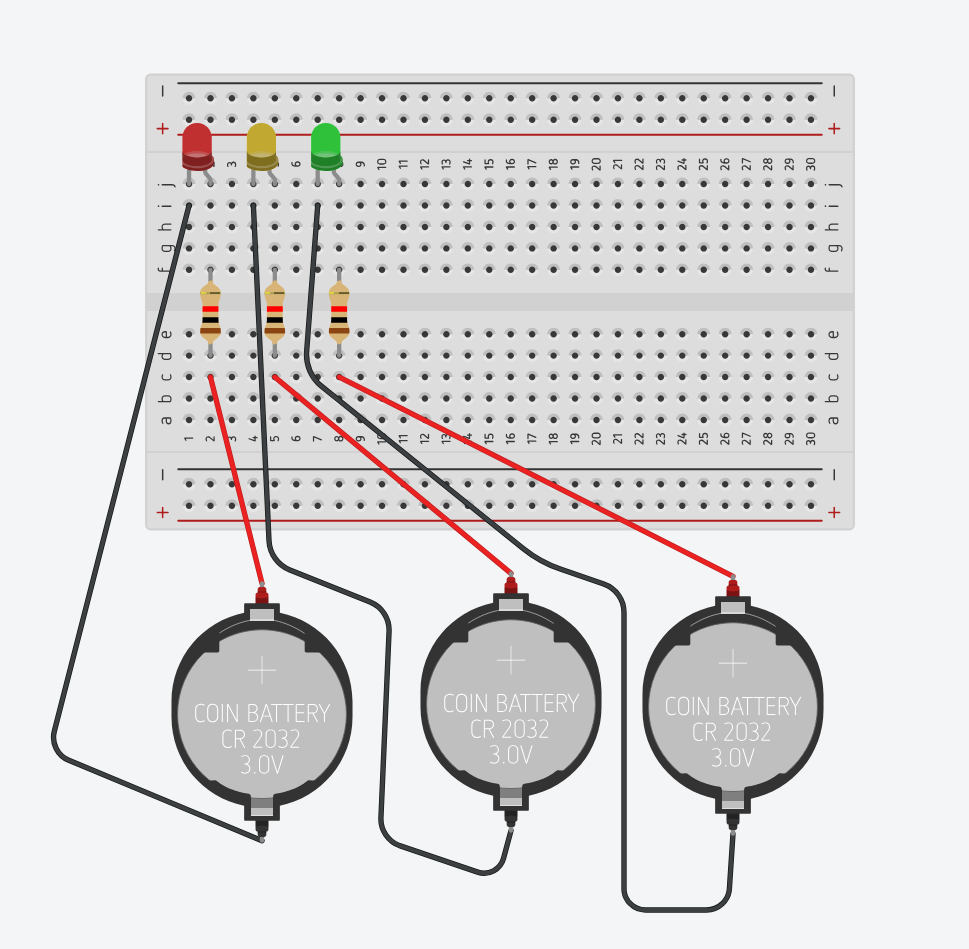 − −
+ +
3 6 9 10 11 12 13 14 15 16 17 18 19 20 21 22 23 24 25 26 27 28 29 30
j j
i i
h h
g g
f f
e e
d d
c c
b b
a a
1 2 3 4 5 6 7 8 9 10 11 12 13 14 15 16 17 18 19 20 21 22 23 24 25 26 27 28 29 30
− −
+ +
COIN BATTERY
CR 2032
3.0V
COIN BATTERY
CR 2032
3.0V
COIN BATTERY
CR 2032
3.0V